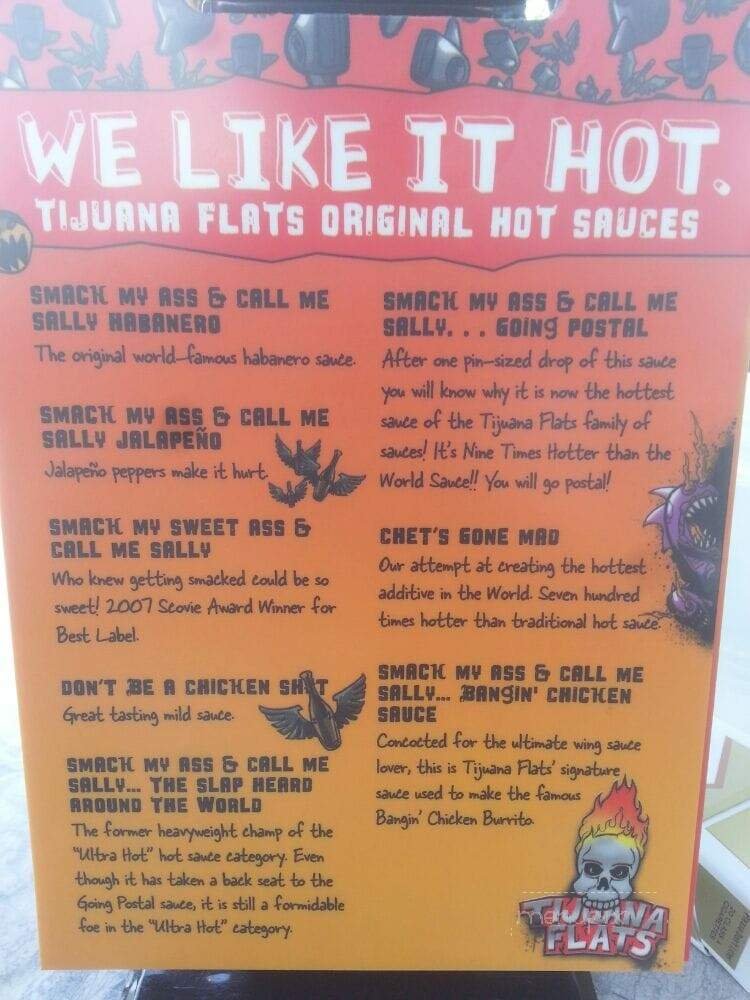 WE LIKE IT HOT.
TIJUANA FLATS ORIGINAL HOT SAUCES
SMACK MY ASS & CALL ME
SALLY HABANERO
The original world-famous habanero sauce.
SMACK MY ASS & CALL ME
SALLY JALAPEÑO
Jalapeño peppers make it hurt.
SMACK MY SWEET ASS &
CALL ME SALLY
Who knew getting smacked could be so
sweet! 2007 Scovie Award Winner for
Best Label.
DON'T BE A CHICKEN SH*T
Great tasting mild sauce.
SMACK MY ASS & CALL ME
SALLY... THE SLAP HEARD
AROUND THE WORLD
The former heavyweight champ of the
"Ultra Hot" hot sauce category. Even
though it has taken a back seat to the
Going Postal sauce, it is still a formidable
foe in the "Ultra Hot" category.
SMACK MY ASS & CALL ME
SALLY. . . GOING POSTAL
After one pin-sized drop of this sauce
you will know why it is now the hottest
sauce of the Tijuana Flats family of
sauces! It's Nine Times Hotter than the
World Sauce!! You will go postal!
CHET'S GONE MAD
Our attempt at creating the hottest
additive in the World. Seven hundred
times hotter than traditional hot sauce.
SMACK MY ASS & CALL ME
SALLY... BANGIN' CHICKEN
SAUCE
Concocted for the ultimate wing sauce
lover, this is Tijuana Flats' signature
sauce used to make the famous
Bangin' Chicken Burrito.
TIJUANA
FLATS